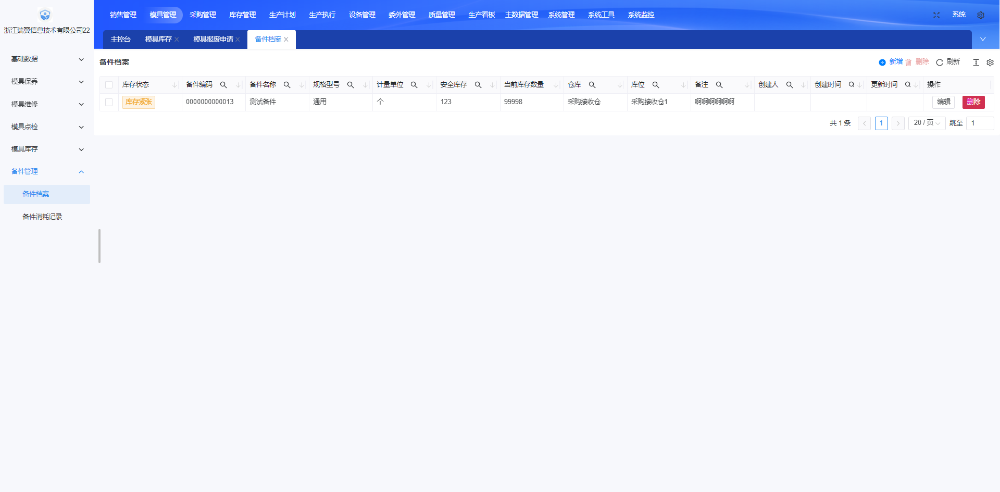 浙江瑞翼信息技术有限公司22
销售管理 模具管理 采购管理 库存管理 生产计划 生产执行 设备管理 委外管理 质量管理 生产看板 主数据管理 系统管理 系统工具 系统监控 系统
主控台 模具库存 模具报废申请 备件档案
基础数据
模具保养
模具维修
模具点检
模具库存
备件管理
备件档案
备件消耗记录
备件档案 新增 删除 刷新
库存状态 备件编码 备件名称 规格型号 计量单位 安全库存 当前库存数量 仓库 库位 备注 创建人 创建时间 更新时间 操作
库存紧张 0000000000013 测试备件 通用 个 123 99998 采购接收仓 采购接收仓1 啊啊啊啊啊啊 编辑 删除
共 1 条 1 20 / 页 跳至 1